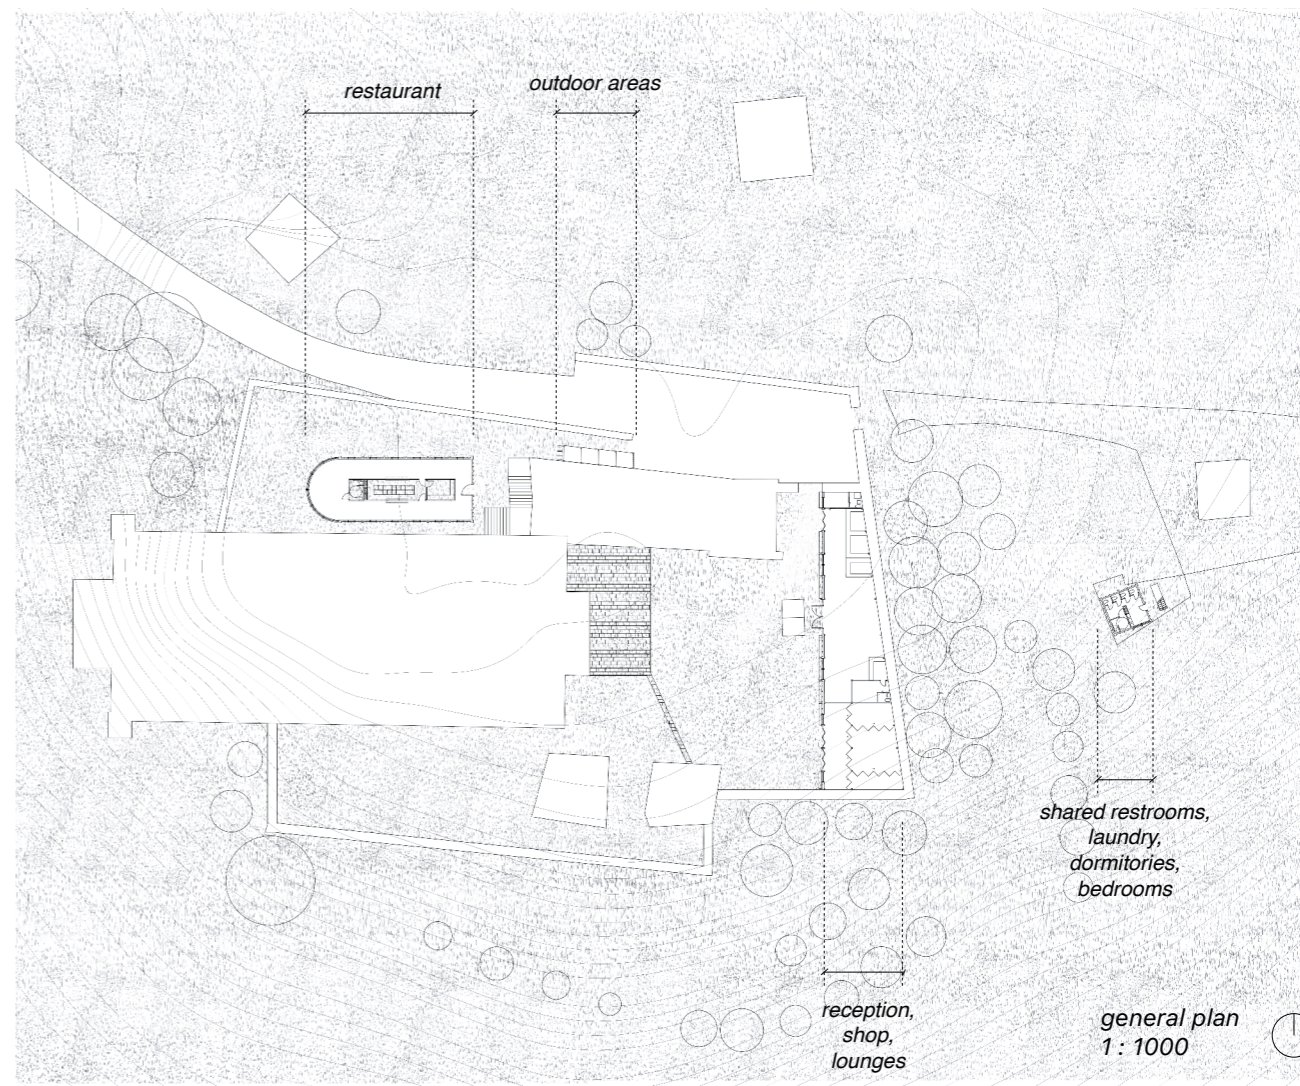 restaurant
outdoor areas
shared restrooms,
laundry,
dormitories,
bedrooms
reception,
shop,
lounges
general plan
1 : 1000